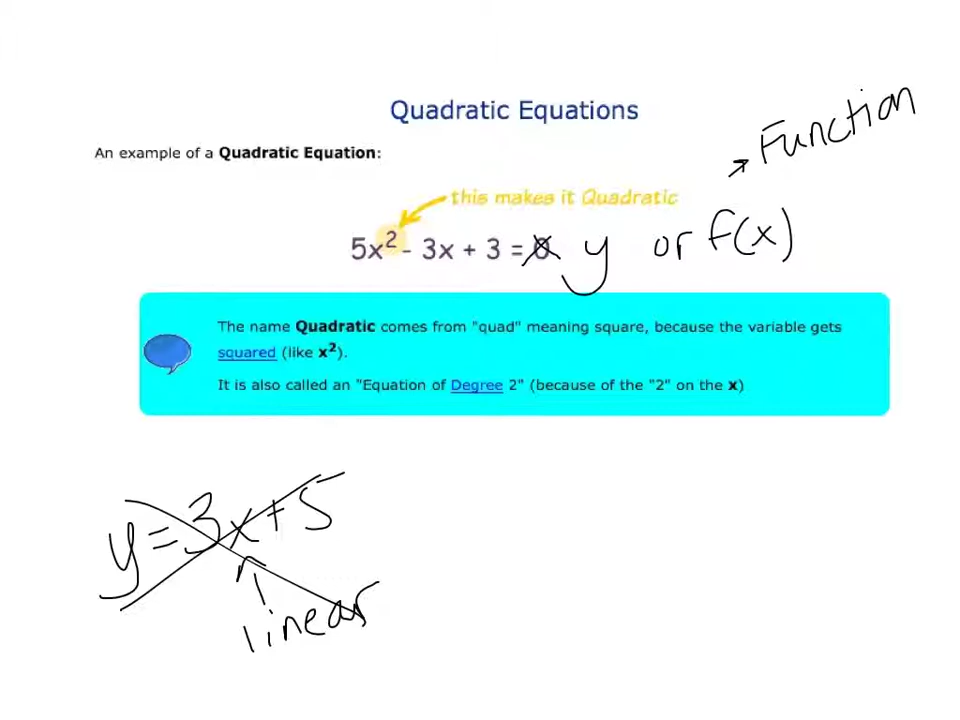 Quadratic Equations
Function
An example of a Quadratic Equation:
this makes it Quadratic
5x² - 3x + 3 = 0 y or f(x)
The name Quadratic comes from "quad" meaning square, because the variable gets
squared (like x²).
It is also called an "Equation of Degree 2" (because of the "2" on the x)
y=3x+5
linear